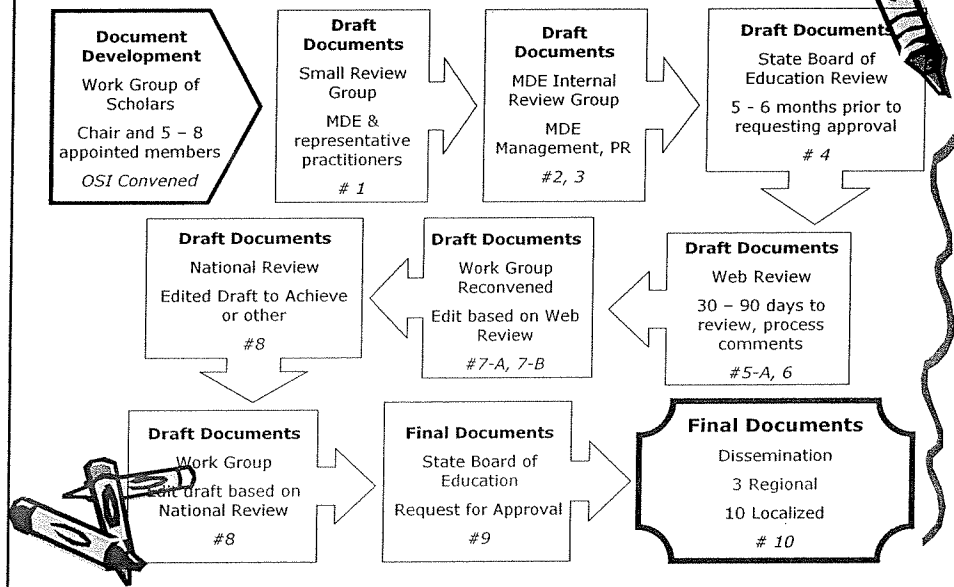 Document
Development
Work Group of
Scholars
Chair and 5 – 8
appointed members
OSI Convened
Draft
Documents
Small Review
Group
MDE &
representative
practitioners
# 1
Draft
Documents
MDE Internal
Review Group
MDE
Management, PR
#2, 3
Draft Documents
State Board of
Education Review
5 - 6 months prior to
requesting approval
# 4
Draft Documents
Web Review
30 – 90 days to
review, process
comments
#5-A, 6
Draft Documents
Work Group
Reconvened
Edit based on Web
Review
#7-A, 7-B
Draft Documents
National Review
Edited Draft to Achieve
or other
#8
Draft Documents
Work Group
Edit draft based on
National Review
#8
Final Documents
State Board of
Education
Request for Approval
#9
Final Documents
Dissemination
3 Regional
10 Localized
# 10